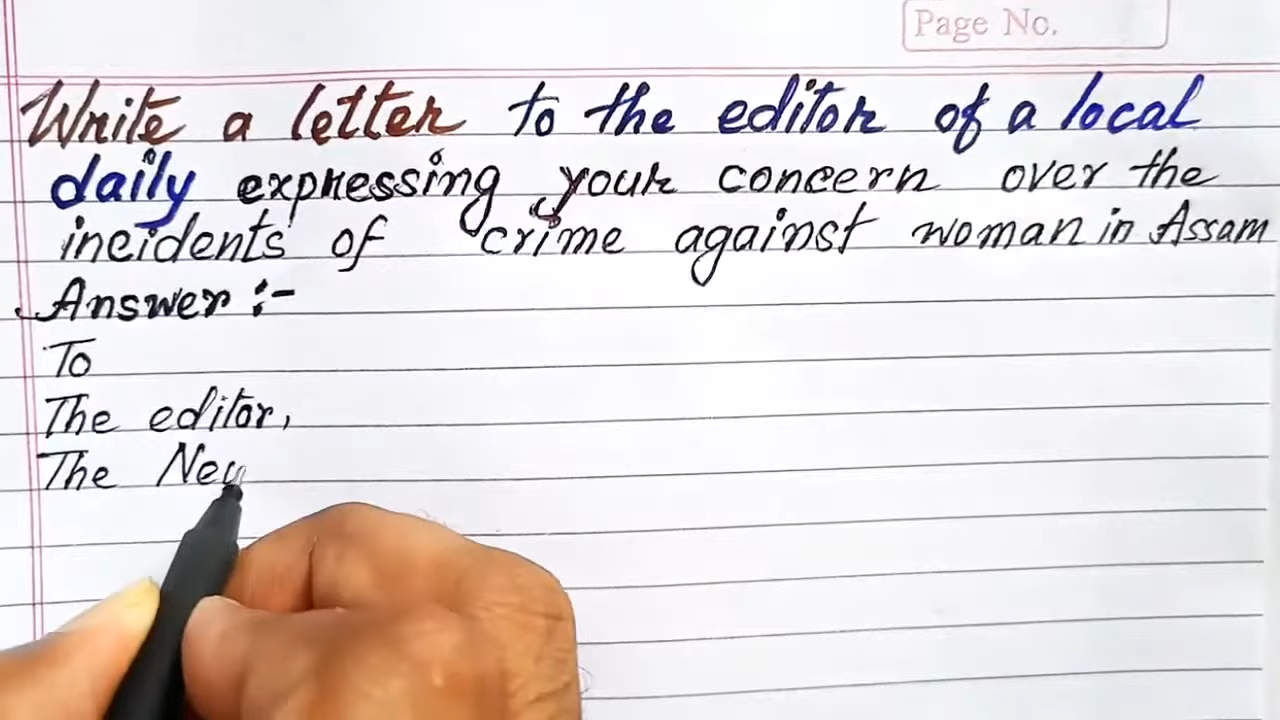 Page No.
Write a letter to the editor of a local
daily expressing your concern over the
incidents of crime against woman in Assam
Answer :-
To
The editor,
The